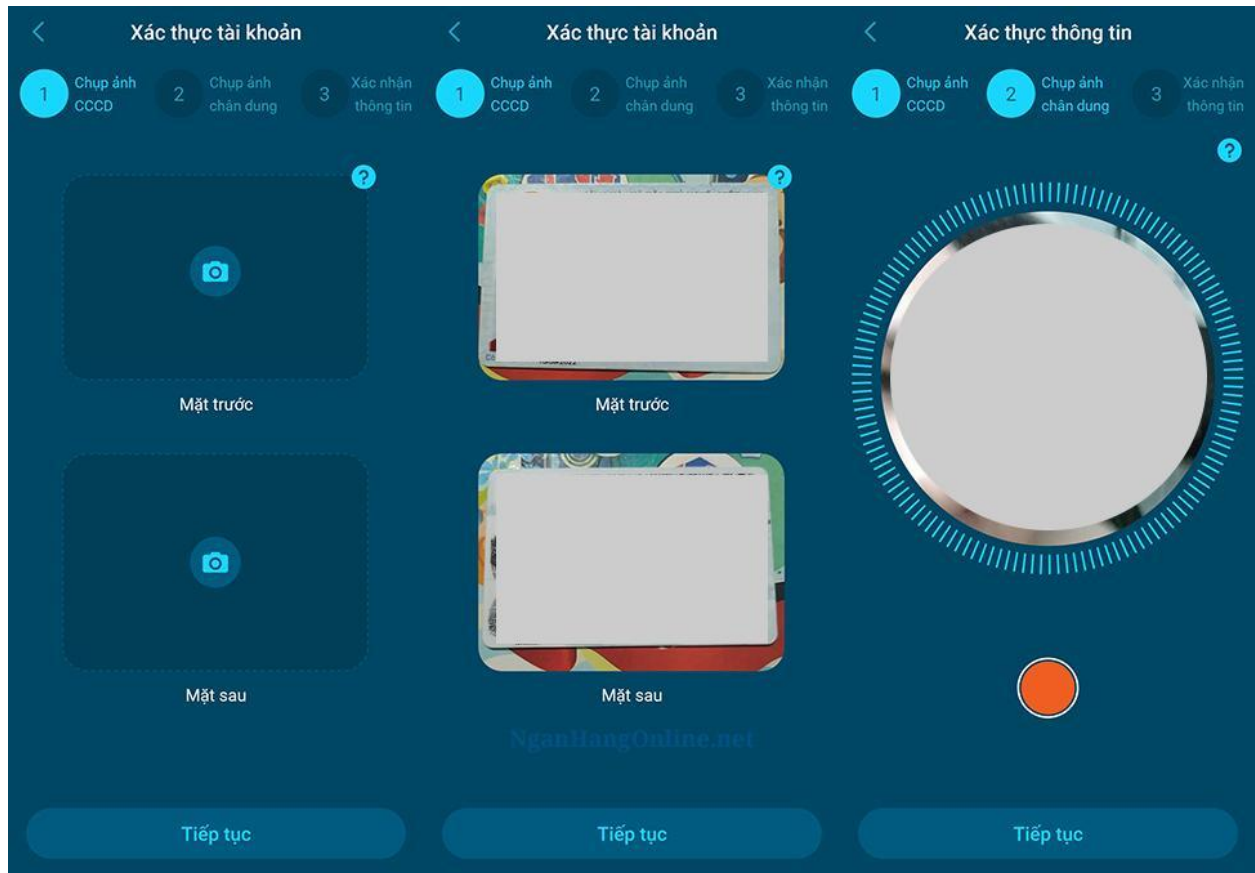 Xác thực tài khoản
1
Chụp ảnh
CCCD
2
Chụp ảnh
chân dung
3
Xác nhận
thông tin
?
Mặt trước
Mặt sau
Tiếp tục
Xác thực tài khoản
1
Chụp ảnh
CCCD
2
Chụp ảnh
chân dung
3
Xác nhận
thông tin
?
Mặt trước
Mặt sau
NganHangOnline.net
Tiếp tục
Xác thực thông tin
1
Chụp ảnh
CCCD
2
Chụp ảnh
chân dung
3
Xác nhận
thông tin
?
Tiếp tục